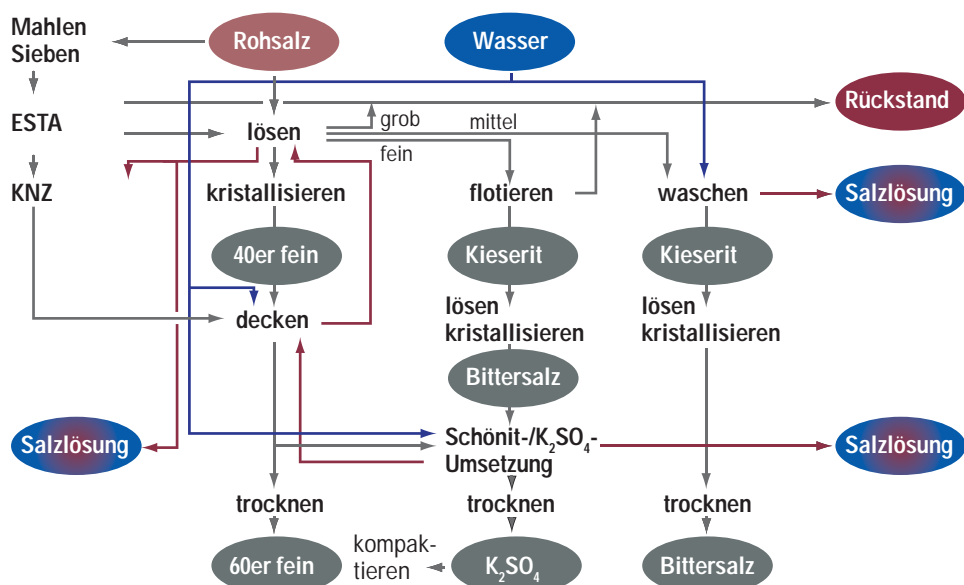 Mahlen
Sieben
Rohsalz
Wasser
Rückstand
ESTA
lösen
grob
mittel
fein
KNZ
kristallisieren
flotieren
waschen
Salzlösung
40er fein
Kieserit
Kieserit
decken
lösen
kristallisieren
lösen
kristallisieren
Bittersalz
Salzlösung
Schönit-/K₂SO₄-
Umsetzung
Salzlösung
trocknen
trocknen
trocknen
60er fein
kompak-
tieren
K₂SO₄
Bittersalz